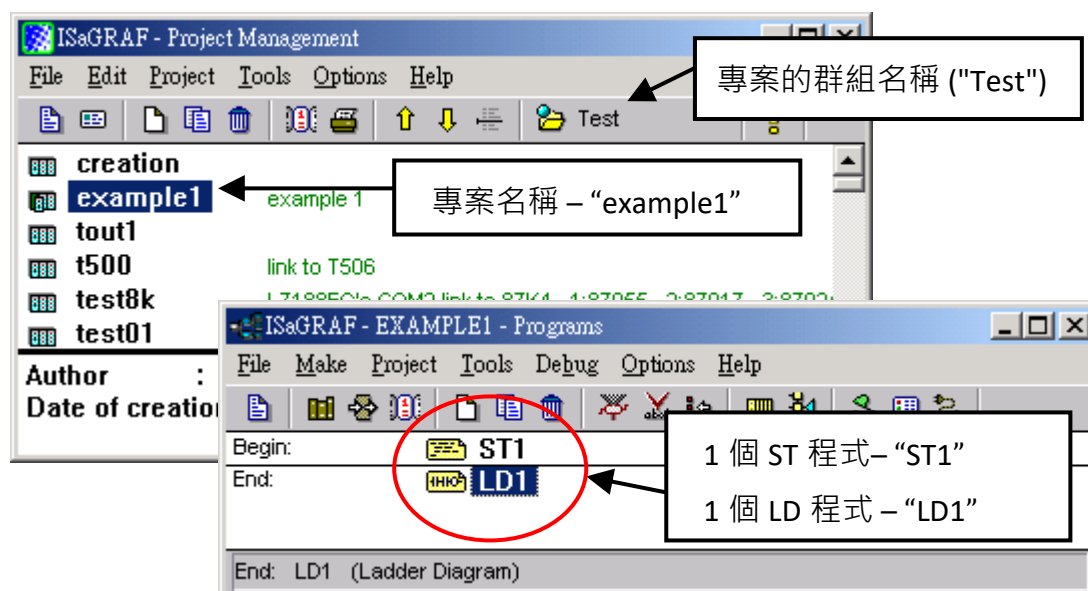 ISaGRAF - Project Management
File Edit Project Tools Options Help
Test
專案的群組名稱 ("Test")
creation
example1 example 1
專案名稱 – “example1”
tout1
t500 link to T506
test8k
test01
Author :
Date of creation
ISaGRAF - EXAMPLE1 - Programs
File Make Project Tools Debug Options Help
Begin: ST1
End: LD1
1 個 ST 程式– “ST1”
1 個 LD 程式 – “LD1”
End: LD1 (Ladder Diagram)